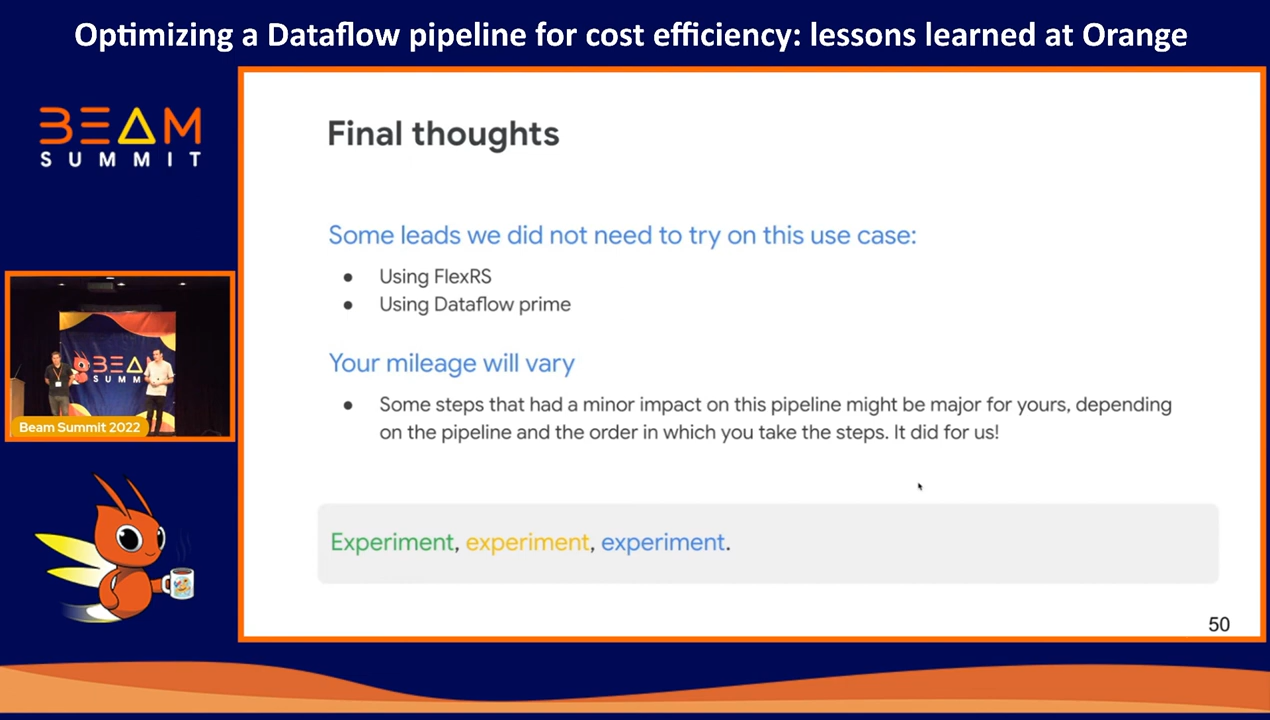 Optimizing a Dataflow pipeline for cost efficiency: lessons learned at Orange
BEAM
SUMMIT
Final thoughts
Some leads we did not need to try on this use case:
● Using FlexRS
● Using Dataflow prime
Your mileage will vary
● Some steps that had a minor impact on this pipeline might be major for yours, depending
on the pipeline and the order in which you take the steps. It did for us!
Experiment, experiment, experiment.
50
BEAM
SUMM
Beam Summit 2022